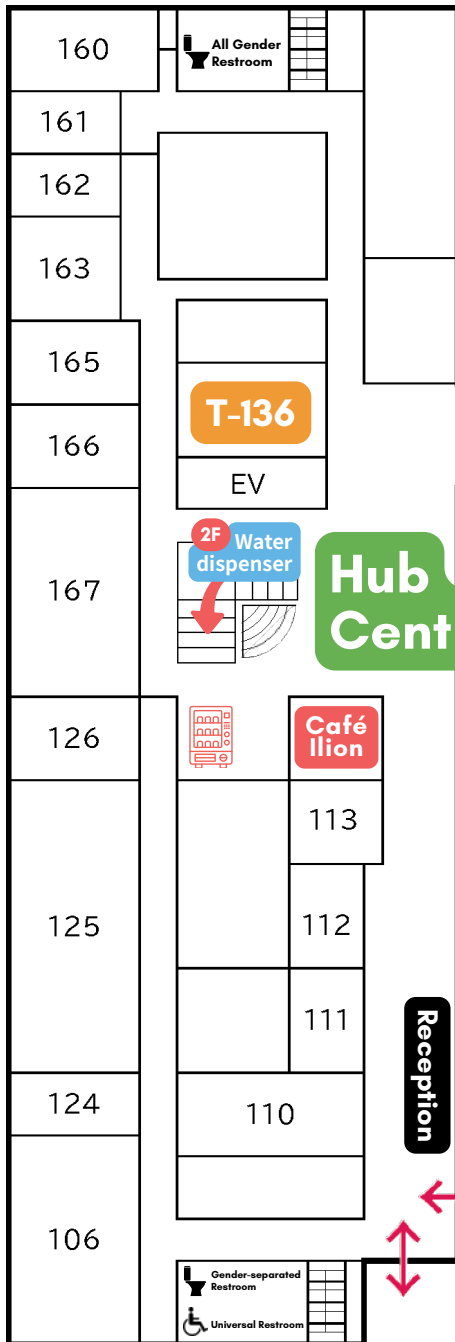 160
All Gender
Restroom
161
162
163
165
T-136
166
EV
2F
Water
dispenser
167
Hub
Cent
126
Café
Ilion
113
125
112
111
Reception
124
110
106
Gender-separated
Restroom
Universal Restroom